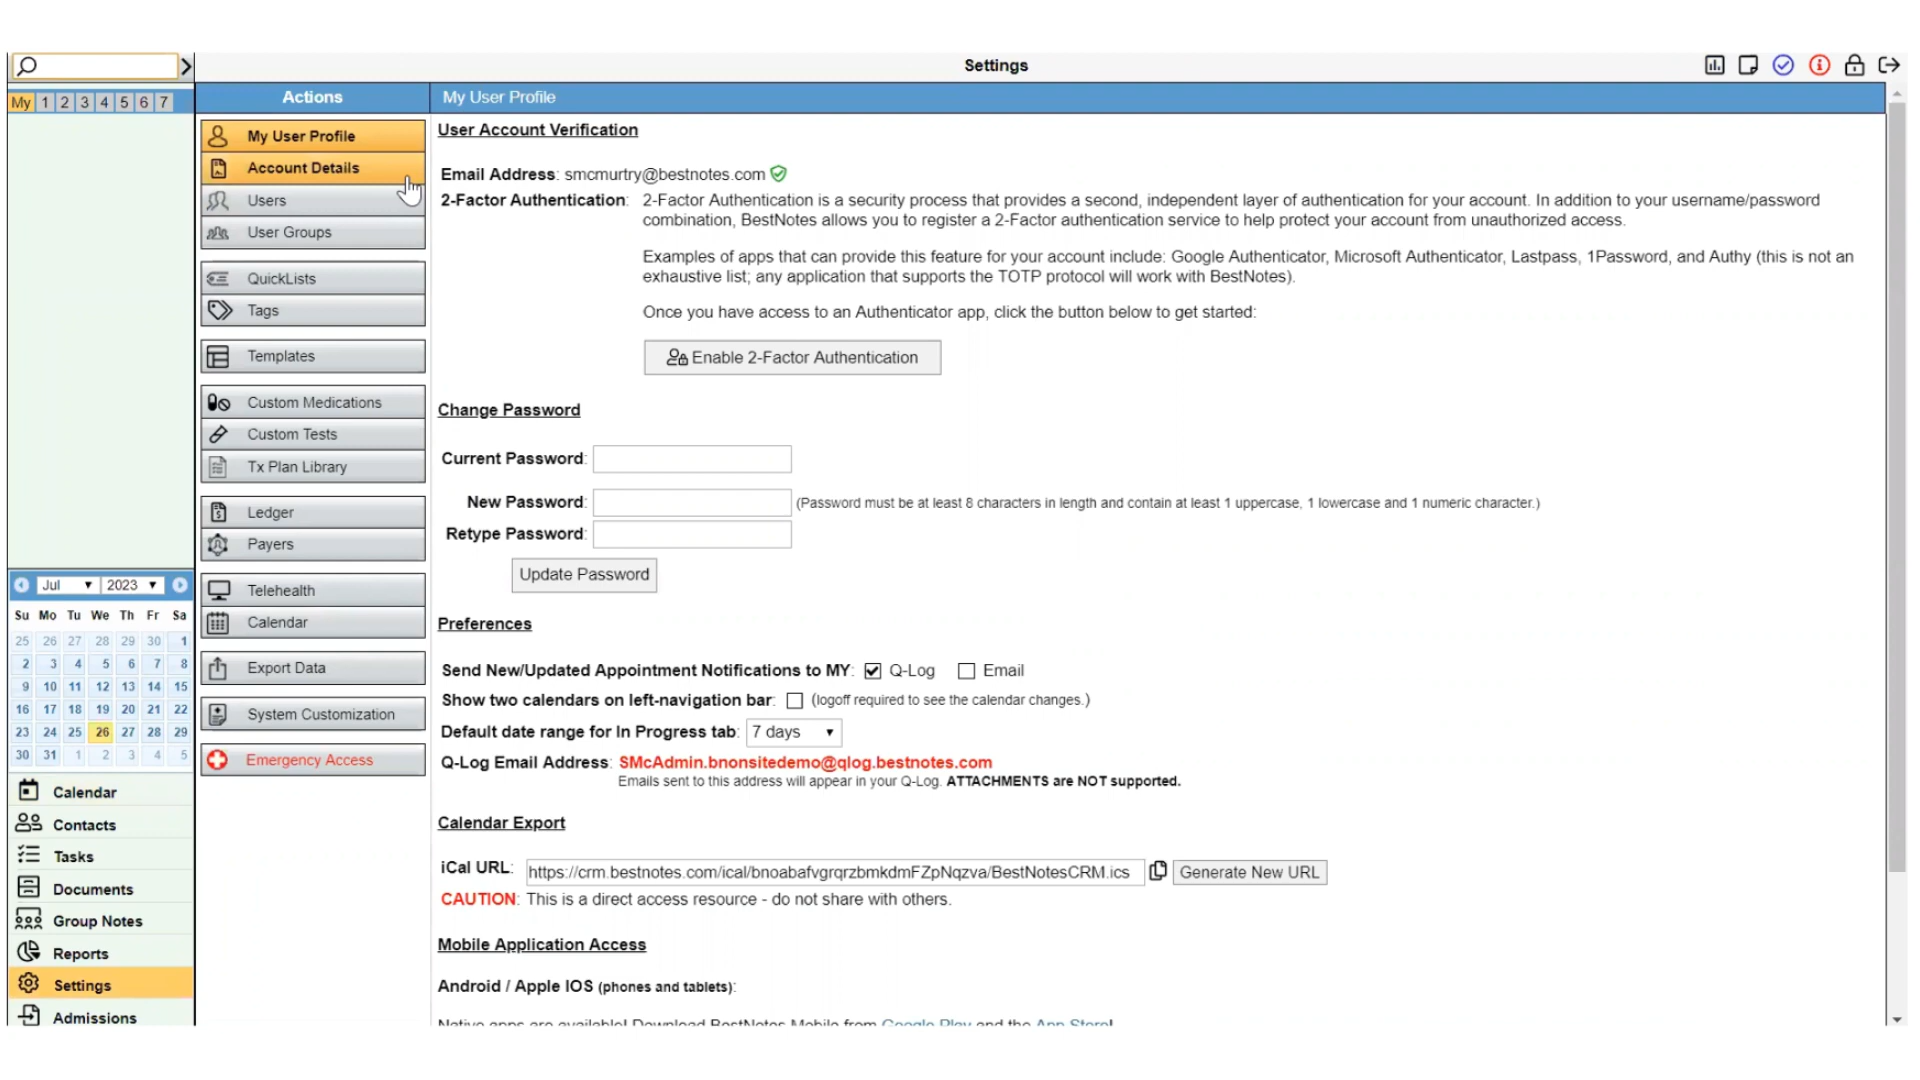 Settings
My 1 2 3 4 5 6 7
Actions
My User Profile
Account Details
Users
User Groups
QuickLists
Tags
Templates
Custom Medications
Custom Tests
Tx Plan Library
Ledger
Payers
Telehealth
Calendar
Export Data
System Customization
Emergency Access
Jul 2023
Su Mo Tu We Th Fr Sa
25 26 27 28 29 30 1
2 3 4 5 6 7 8
9 10 11 12 13 14 15
16 17 18 19 20 21 22
23 24 25 26 27 28 29
30 31 1 2 3 4 5
Calendar
Contacts
Tasks
Documents
Group Notes
Reports
Settings
Admissions
My User Profile
User Account Verification
Email Address: smcmurtry@bestnotes.com
2-Factor Authentication: 2-Factor Authentication is a security process that provides a second, independent layer of authentication for your account. In addition to your username/password
combination, BestNotes allows you to register a 2-Factor authentication service to help protect your account from unauthorized access.
Examples of apps that can provide this feature for your account include: Google Authenticator, Microsoft Authenticator, Lastpass, 1Password, and Authy (this is not an
exhaustive list; any application that supports the TOTP protocol will work with BestNotes).
Once you have access to an Authenticator app, click the button below to get started:
Enable 2-Factor Authentication
Change Password
Current Password:
New Password: (Password must be at least 8 characters in length and contain at least 1 uppercase, 1 lowercase and 1 numeric character.)
Retype Password:
Update Password
Preferences
Send New/Updated Appointment Notifications to MY: Q-Log Email
Show two calendars on left-navigation bar: (logoff required to see the calendar changes.)
Default date range for In Progress tab: 7 days
Q-Log Email Address: SMcAdmin.bnonsitedemo@qlog.bestnotes.com
Emails sent to this address will appear in your Q-Log. ATTACHMENTS are NOT supported.
Calendar Export
iCal URL: https://crm.bestnotes.com/ical/bnoabafvgrqrzbmkdmFZpNqzva/BestNotesCRM.ics Generate New URL
CAUTION: This is a direct access resource - do not share with others.
Mobile Application Access
Android / Apple IOS (phones and tablets):
Native apps are available! Download BestNotes Mobile from Google Play and the App Store!